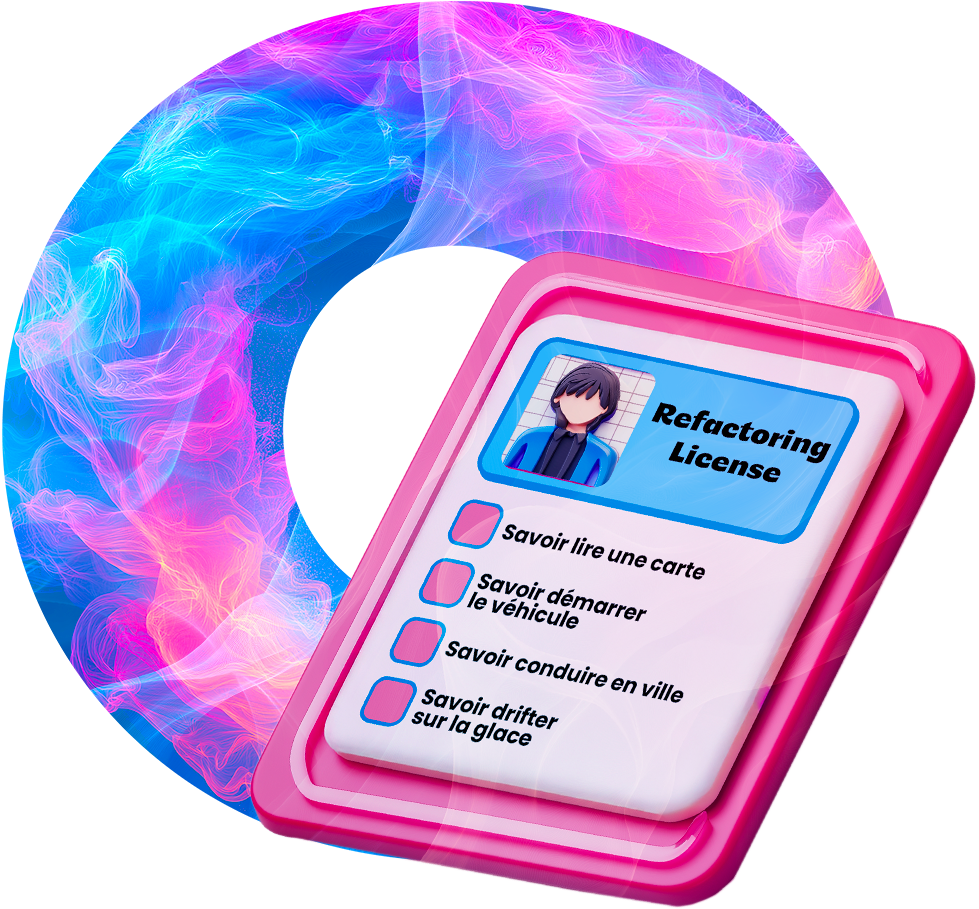 Refactoring
License
Savoir lire une carte
Savoir démarrer
le véhicule
Savoir conduire en ville
Savoir drifter
sur la glace